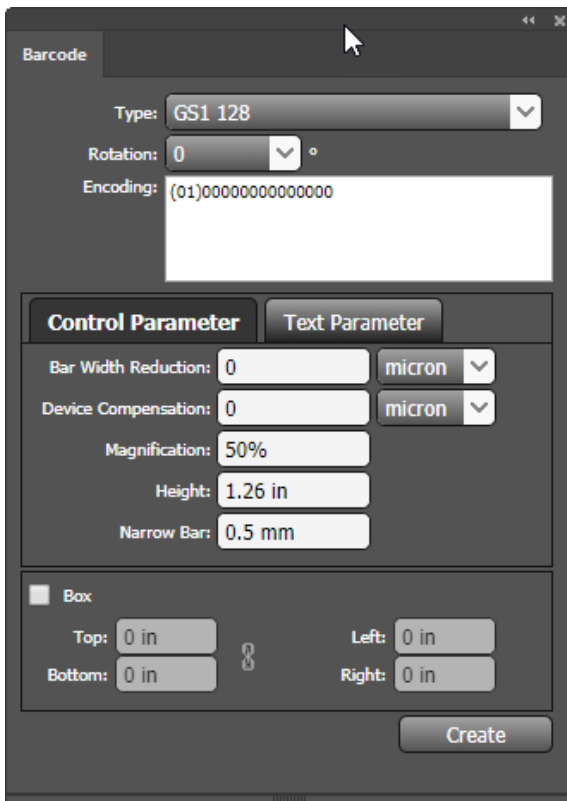 Barcode
Type: GS1 128
Rotation: 0 °
Encoding: (01)00000000000000
Control Parameter Text Parameter
Bar Width Reduction: 0 micron
Device Compensation: 0 micron
Magnification: 50%
Height: 1.26 in
Narrow Bar: 0.5 mm
Box
Top: 0 in Left: 0 in
Bottom: 0 in Right: 0 in
Create